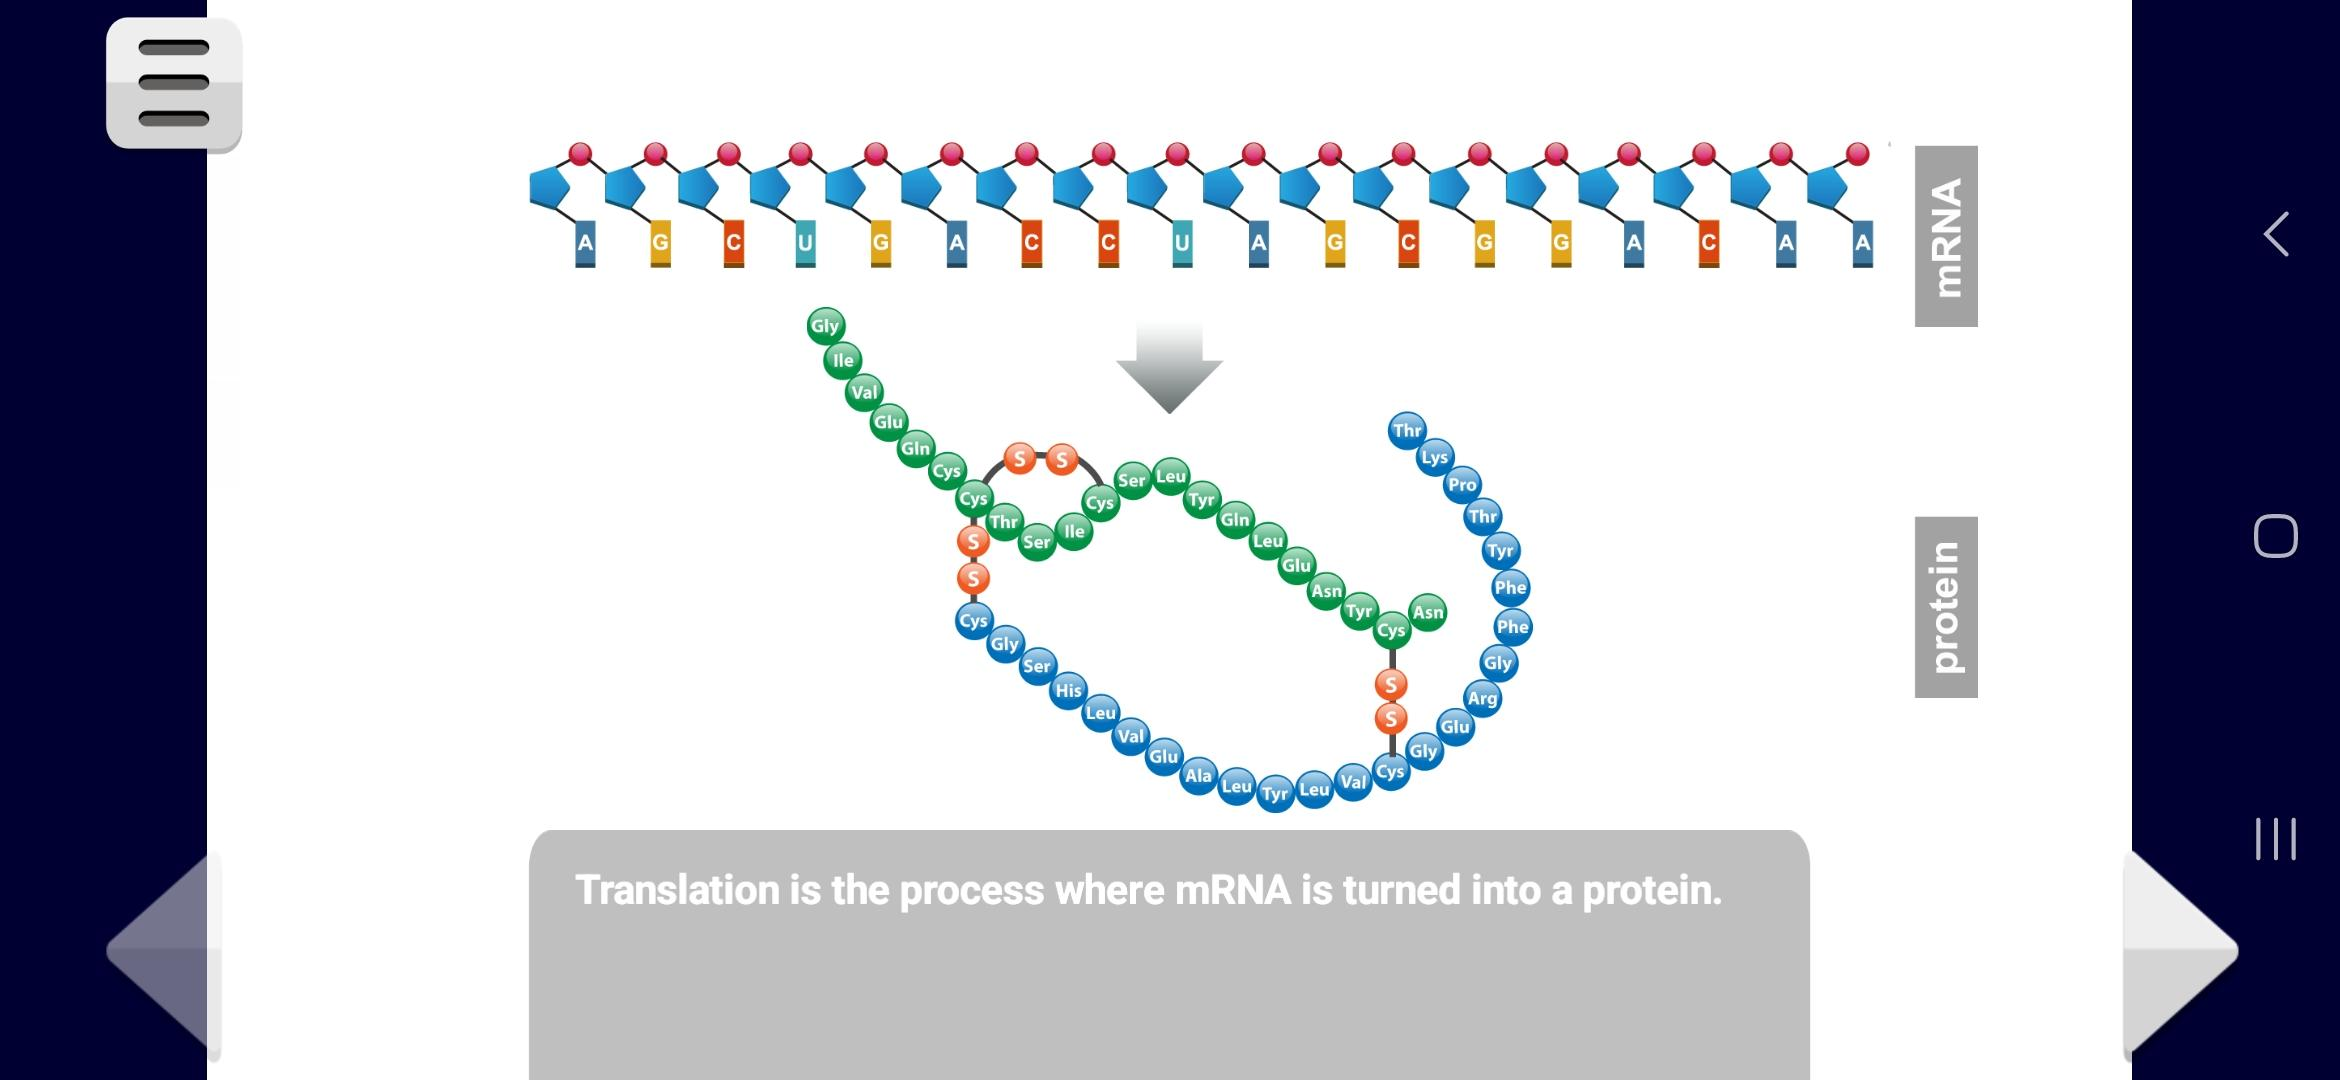 A G C U G A C C U A G C G G A C A A
mRNA
Gly
Ile
Val
Glu
Gln
Cys
Cys
Thr
Ser
Ile
Cys
Ser
Leu
Tyr
Gln
Leu
Glu
Asn
Tyr
Cys
Asn
S S
S
S
S
S
Thr
Lys
Pro
Thr
Tyr
Phe
Phe
Gly
Arg
Glu
Gly
Cys
Val
Leu
Tyr
Leu
Ala
Glu
Val
Leu
His
Ser
Gly
Cys
protein
Translation is the process where mRNA is turned into a protein.